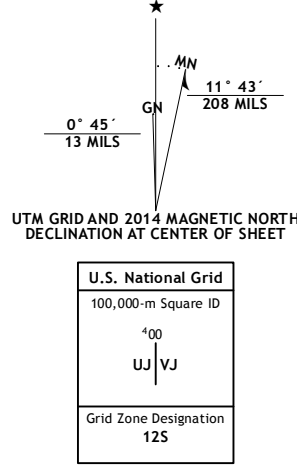 ★
MN
GN
11° 43´
208 MILS
0° 45´
13 MILS
UTM GRID AND 2014 MAGNETIC NORTH
DECLINATION AT CENTER OF SHEET
U.S. National Grid
100,000-m Square ID
⁴00
UJ VJ
Grid Zone Designation
12S